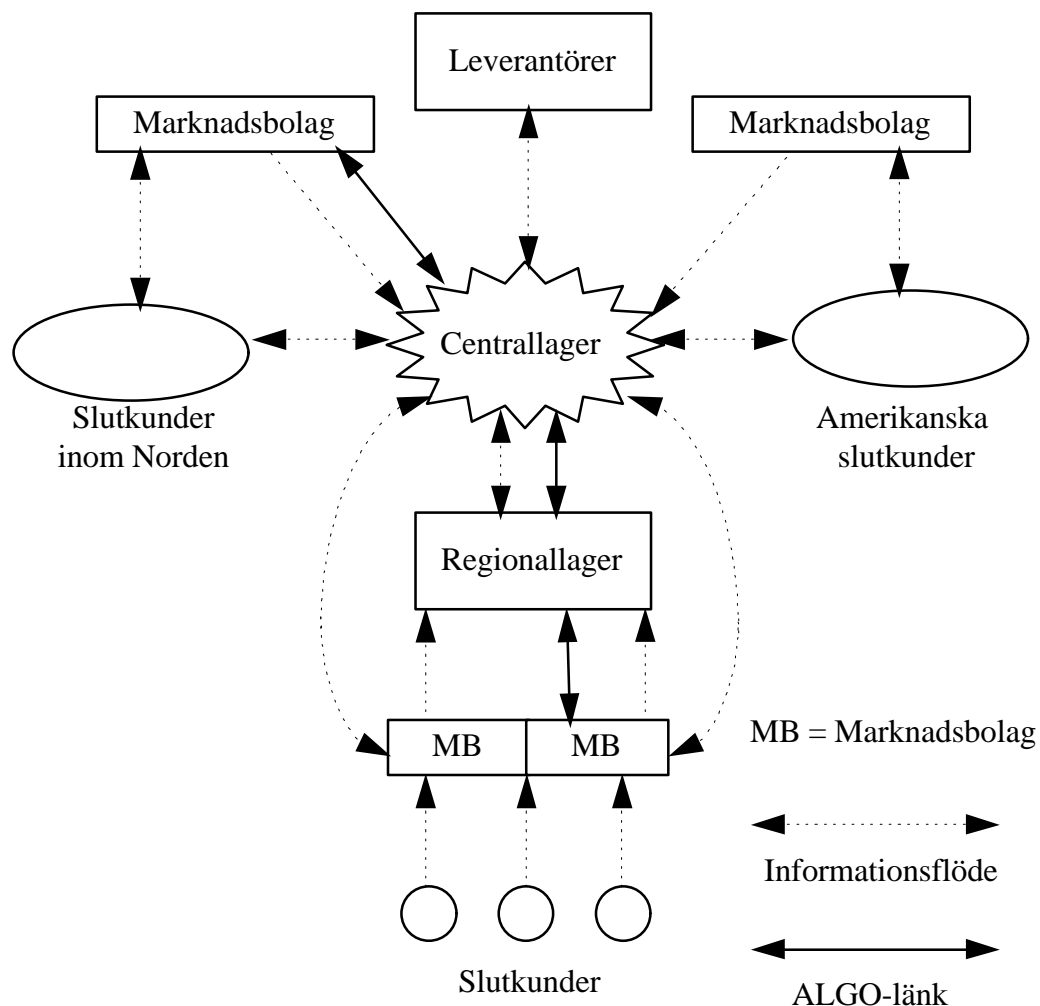 Leverantörer
Marknadsbolag
Marknadsbolag
Centrallager
Slutkunder
inom Norden
Amerikanska
slutkunder
Regionallager
MB
MB
MB = Marknadsbolag
Informationsflöde
Slutkunder
ALGO-länk